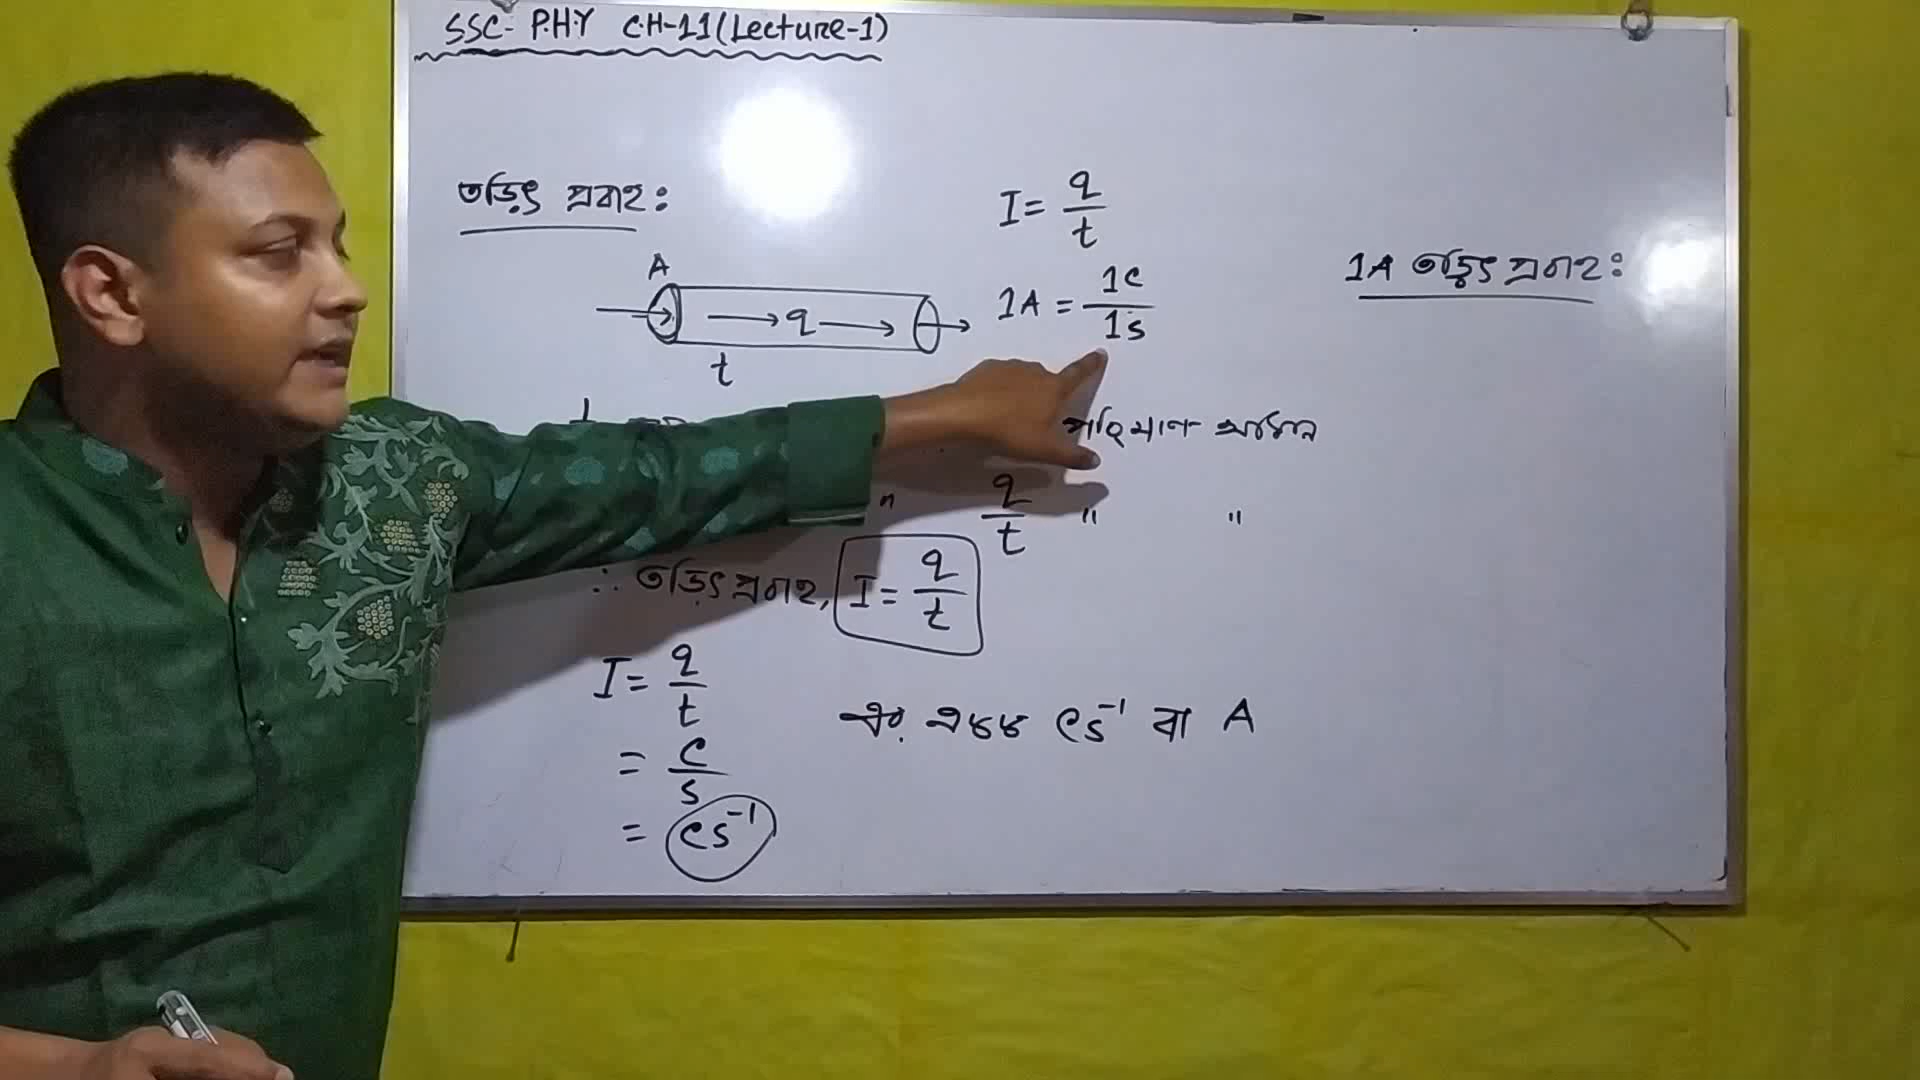 SSC- PHY CH-11(Lecture-1)
তড়িৎ প্রবাহ:
A
q
t
I = q/t
1A = 1C/1s
1A তড়িৎ প্রবাহ:
পরিমাণ আধান
" q/t " "
∴ তড়িৎ প্রবাহ, I = q/t
I = q/t
= C/s
= Cs⁻¹
এর একক Cs⁻¹ বা A